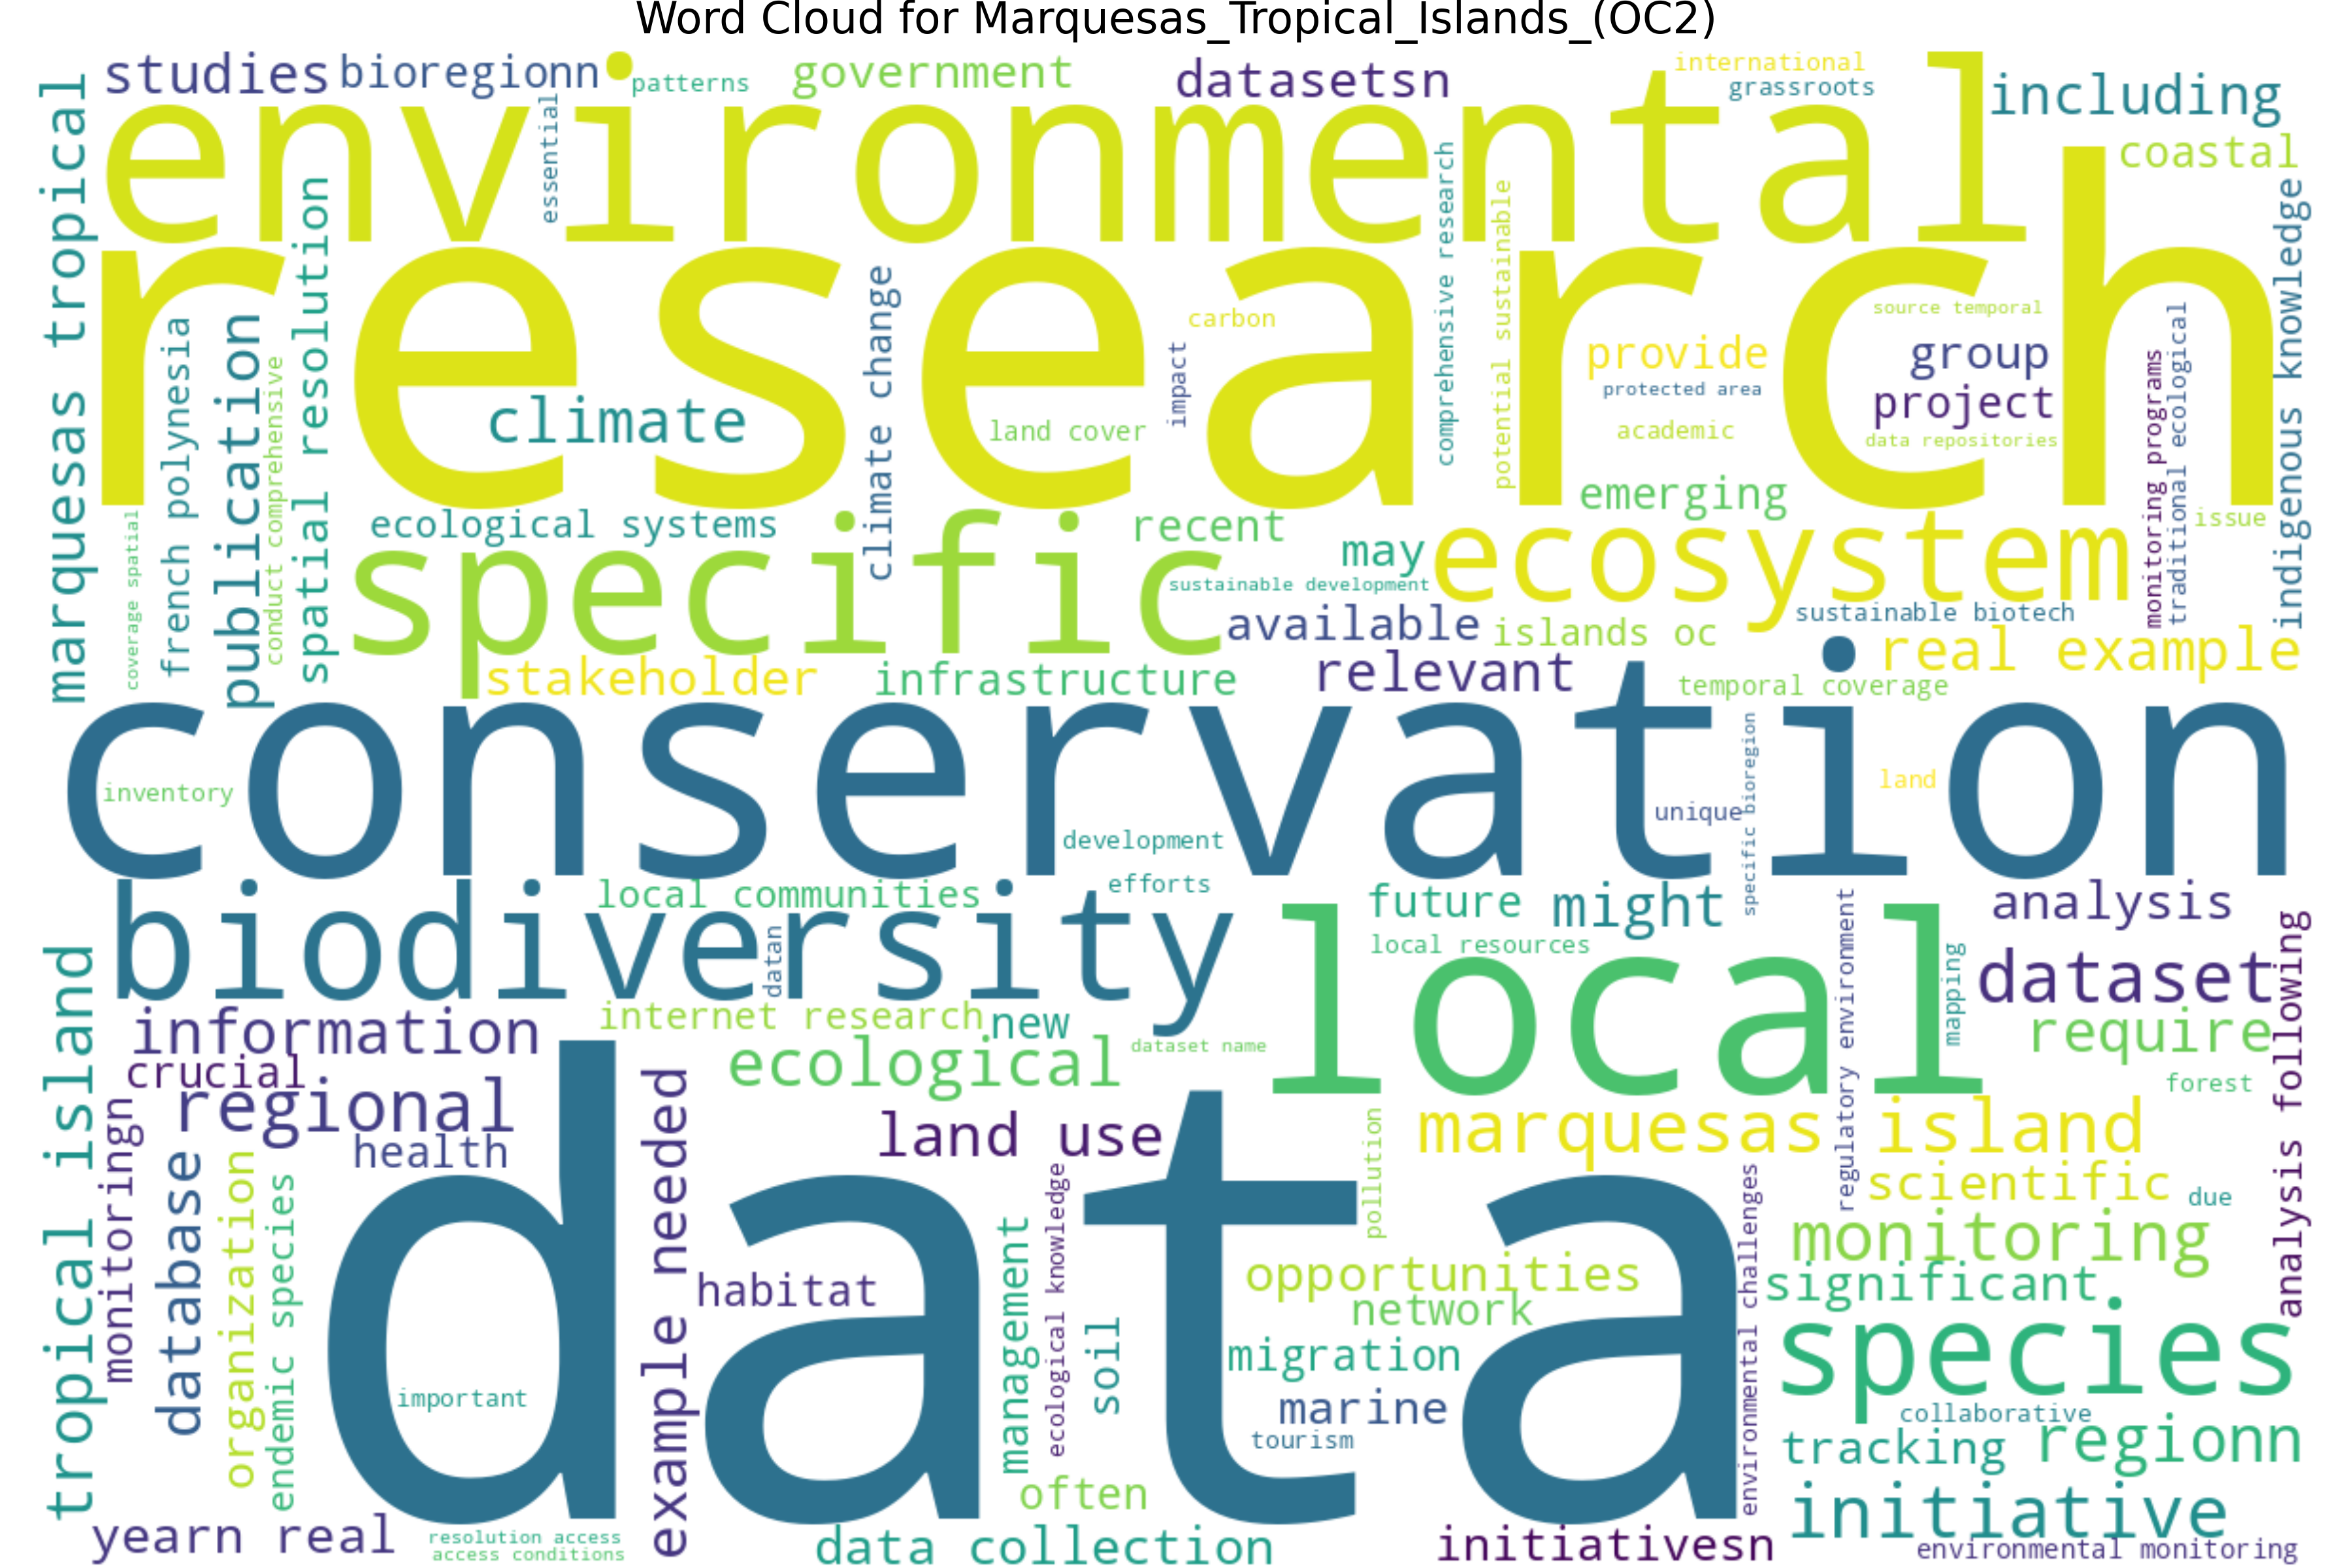 Word Cloud for Marquesas_Tropical_Islands_(OC2)
studies
bioregionn
patterns
government
datasetsn
international
grassroots
including
coastal
environmental
essential
marquesas tropical
research
spatial resolution
publication
french polynesia
conduct comprehensive
coverage spatial
climate
climate change
land cover
carbon
impact
comprehensive research
potential sustainable
provide
protected area
academic
source temporal
group
project
data repositories
monitoring programs
traditional ecological
indigenous knowledge
emerging
issue
ecological systems
specific
recent
may
ecosystem
sustainable development
sustainable biotech
available
islands oc
real example
stakeholder
infrastructure
relevant
temporal coverage
conservation
inventory
development
unique
specific bioregion
land
efforts
local communities
biodiversity
datan
future
might
analysis
local resources
local
regulatory environment
mapping
dataset
require
analysis following
forest
tropical island
information
internet research
new
dataset name
crucial
ecological
regional
health
monitoringn
database
organization
endemic species
data
important
example needed
land use
habitat
management
ecological knowledge
soil
pollution
marquesas island
scientific
due
monitoring
opportunities
network
significant
migration
marine
tourism
environmental challenges
species
collaborative
tracking
regionn
often
initiative
yearn real
resolution access
access conditions
data collection
initiativesn
environmental monitoring